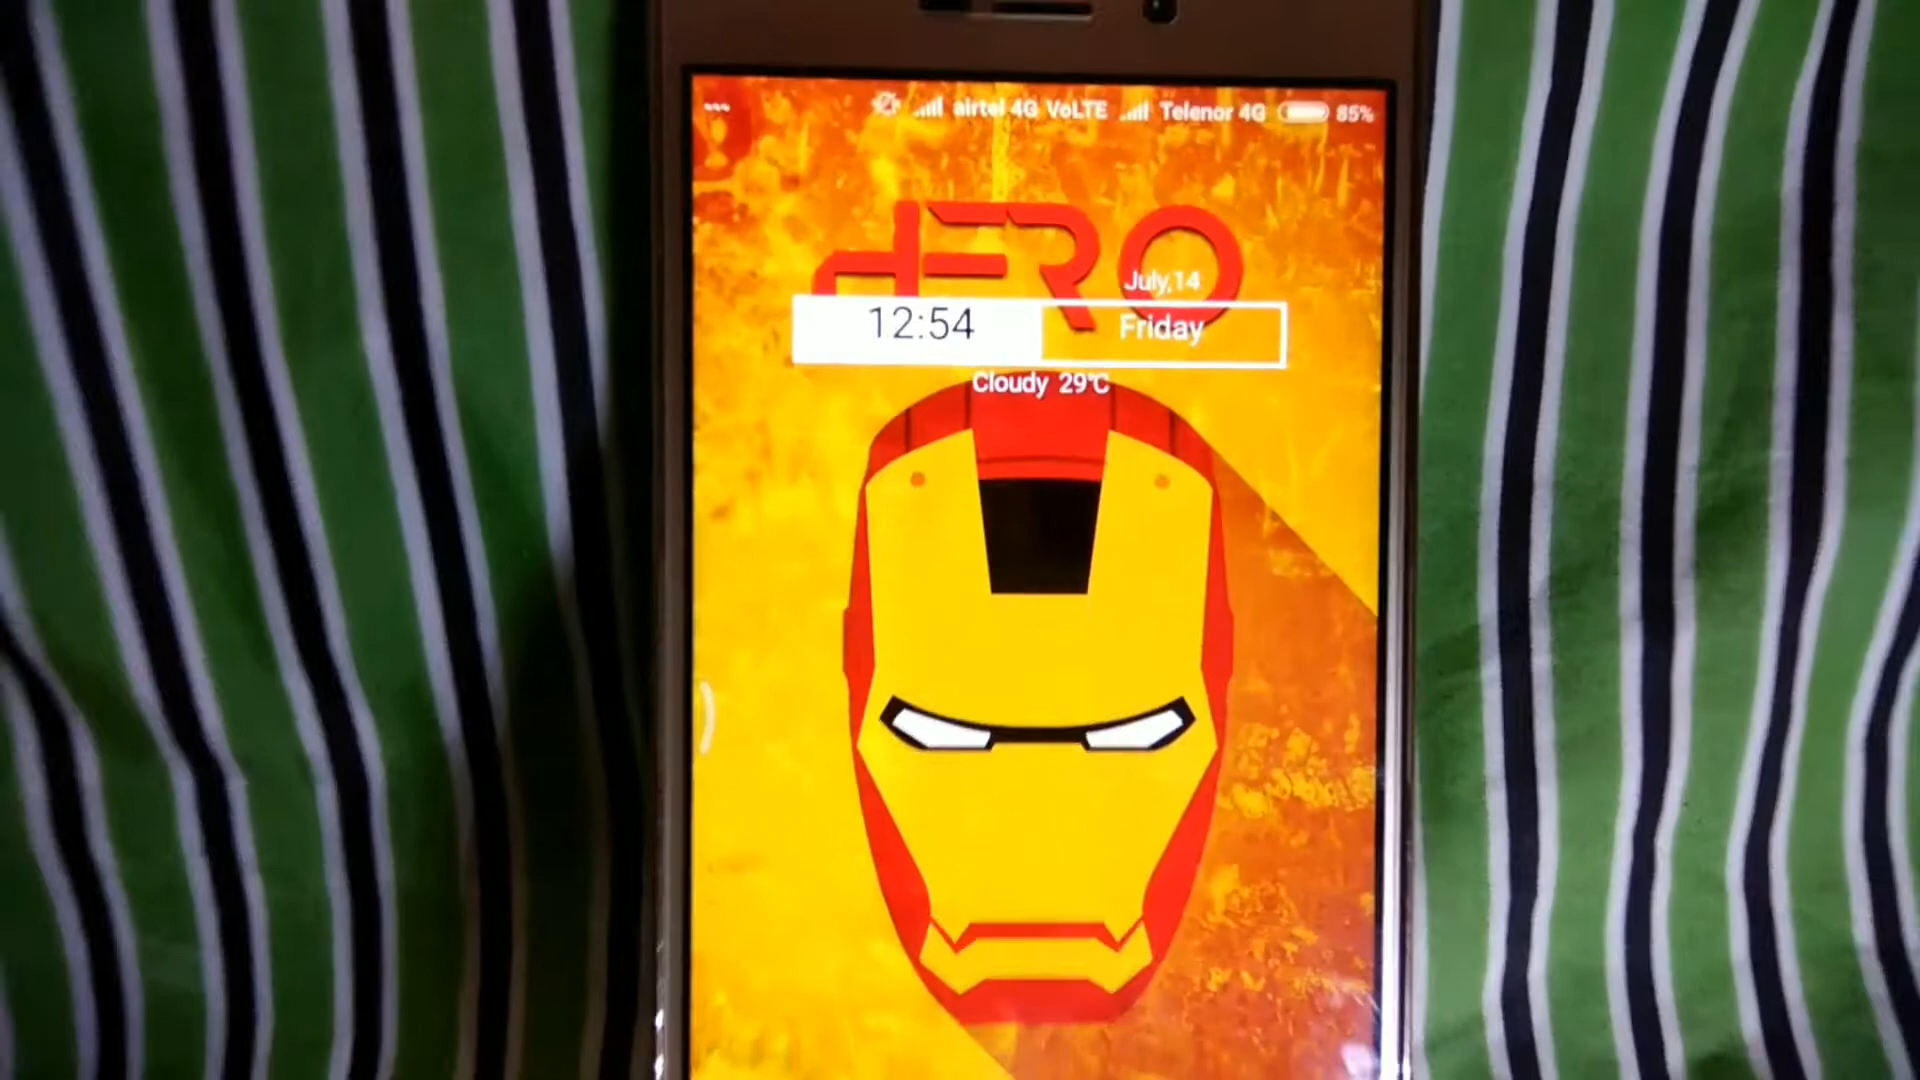 ... airtel 4G VoLTE Telenor 4G 85%
HERO
July,14
12:54 Friday
Cloudy 29℃